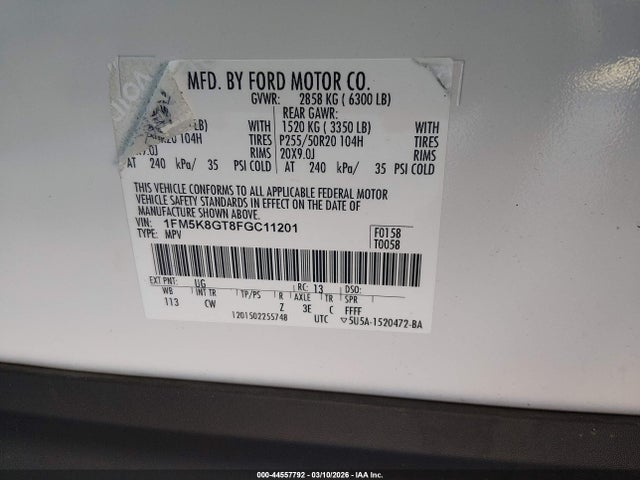 VOID
MFD. BY FORD MOTOR CO.
GVWR: 2858 KG ( 6300 LB)
REAR GAWR:
LB) WITH 1520 KG ( 3350 LB) WITH
R20 104H TIRES P255/50R20 104H TIRES
9.0J RIMS 20X9.0J RIMS
AT 240 kPa/ 35 PSI COLD AT 240 kPa/ 35 PSI COLD
THIS VEHICLE CONFORMS TO ALL APPLICABLE FEDERAL MOTOR
VEHICLE SAFETY STANDARDS IN EFFECT ON THE DATE OF
MANUFACTURE SHOWN ABOVE.
VIN: 1FM5K8GT8FGC11201 F0158
TYPE: MPV T0058
EXT PNT: UG RC: 13
WB INT TR TP/PS R AXLE TR SPR
113 CW Z 3E C FFFF
1201502255748 UTC ▽5U5A-1520472-BA
000-44557792 — 03/10/2026 — IAA Inc.